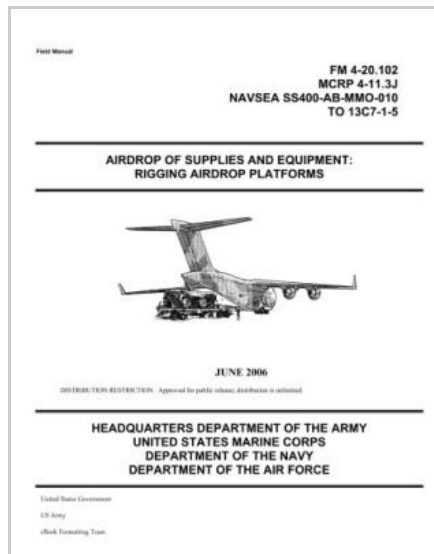 Field Manual
FM 4-20.102
MCRP 4-11.3J
NAVSEA SS400-AB-MMO-010
TO 13C7-1-5
AIRDROP OF SUPPLIES AND EQUIPMENT:
RIGGING AIRDROP PLATFORMS
JUNE 2006
DISTRIBUTION RESTRICTION: Approved for public release; distribution is unlimited.
HEADQUARTERS DEPARTMENT OF THE ARMY
UNITED STATES MARINE CORPS
DEPARTMENT OF THE NAVY
DEPARTMENT OF THE AIR FORCE
United States Government
US Army
eBook Formatting Team